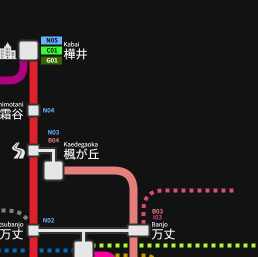 N05
Kabai
C01
樺井
G01
himotani
霜谷
N04
N03
B04
Kaedegaoka
楓が丘
B03
I03
N02
tsubanjo
万丈
Banjo
万丈